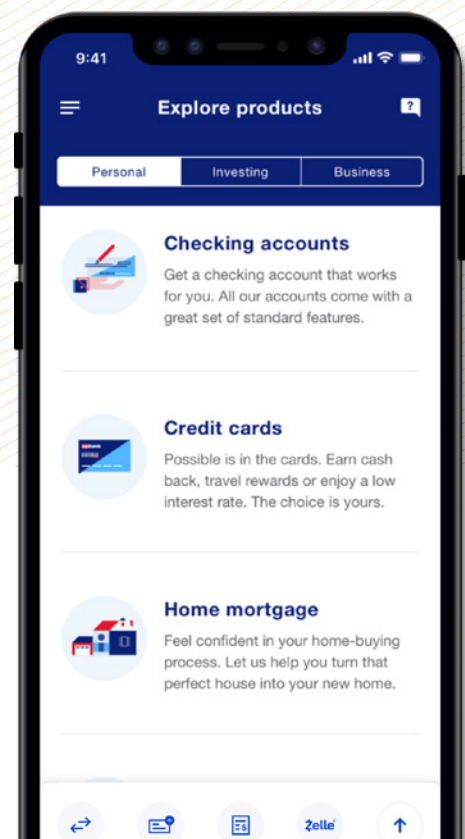 9:41
Explore products
?
Personal Investing Business
Checking accounts
Get a checking account that works
for you. All our accounts come with a
great set of standard features.
Credit cards
Possible is in the cards. Earn cash
back, travel rewards or enjoy a low
interest rate. The choice is yours.
Home mortgage
Feel confident in your home-buying
process. Let us help you turn that
perfect house into your new home.
Zelle